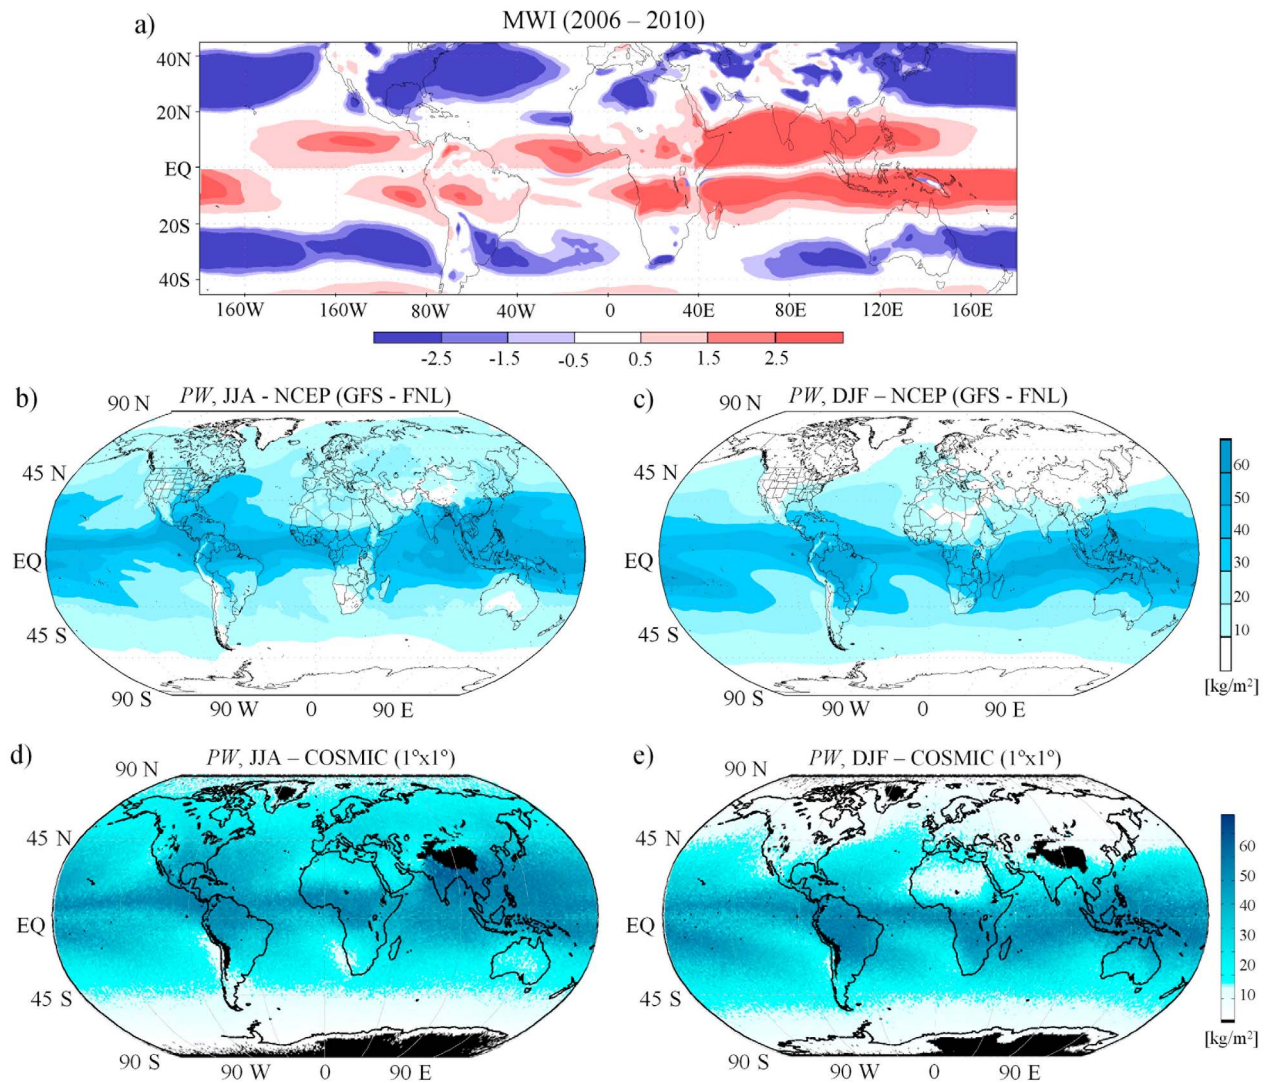 a)
MWI (2006 – 2010)
40N
20N
EQ
20S
40S
160W 160W 80W 40W 0 40E 80E 120E 160E
-2.5 -1.5 -0.5 0.5 1.5 2.5
b)
PW, JJA - NCEP (GFS - FNL)
90 N
45 N
EQ
45 S
90 S
90 W 0 90 E
c)
PW, DJF – NCEP (GFS - FNL)
90 N
45 N
EQ
45 S
90 S
90 W 0 90 E
60
50
40
30
20
10
[kg/m²]
d)
PW, JJA – COSMIC (1ºx1º)
90 N
45 N
EQ
45 S
90 S
90 W 0 90 E
e)
PW, DJF – COSMIC (1ºx1º)
90 N
45 N
EQ
45 S
90 S
90 W 0 90 E
60
50
40
30
20
10
[kg/m²]